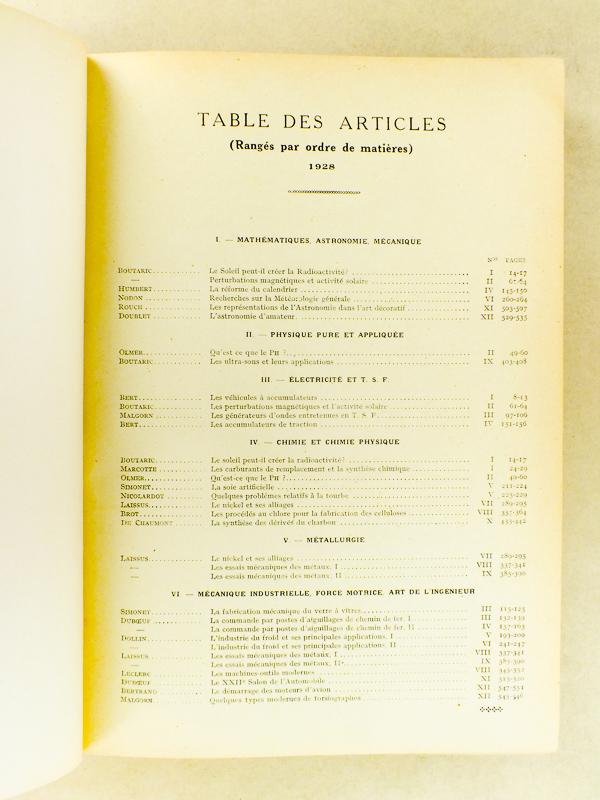 TABLE DES ARTICLES
(Rangés par ordre de matières)
1928
I. — MATHÉMATIQUES, ASTRONOMIE, MÉCANIQUE
Nos PAGES
BOUTARIC............ Le Soleil peut-il créer la Radioactivité? ........ I 14-17
— Perturbations magnétiques et activité solaire ........ II 61-64
HUMBERT............ La réforme du calendrier ........ IV 145-150
NODON ............ Recherches sur la Météorologie générale ........ VI 260-264
ROUCH ............ Les représentations de l'Astronomie dans l'art décoratif ........ XI 503-507
DOUBLET ............ L'astronomie d'amateur. ........ XII 529-535
II. — PHYSIQUE PURE ET APPLIQUÉE
OLMER............ Qu'est ce que le PH ?........ II 49-60
BOUTARIC............ Les ultra-sons et leurs applications ........ IX 403-408
III. — ÉLECTRICITÉ ET T. S. F.
BERT............ Les véhicules à accumulateurs ........ I 8-13
BOUTARIC............ Les perturbations magnétiques et l'activité solaire ........ II 61-64
MALGORN ............ Les générateurs d'ondes entretenues en T. S. F. ........ III 97-106
BERT............ Les accumulateurs de traction ........ IV 151-156
IV. — CHIMIE ET CHIMIE PHYSIQUE
BOUTARIC............ Le soleil peut-il créer la radioactivité? ........ I 14-17
MARCOTTE ............ Les carburants de remplacement et la synthèse chimique ........ I 24-29
OLMER............ Qu'est-ce que le PH ?........ II 49-60
SIMONET............ La soie artificielle ........ V 211-224
NICOLARDOT ............ Quelques problèmes relatifs à la tourbe ........ V 225-229
LAISSUS............ Le nickel et ses alliages ........ VII 289-295
BROT............ Les procédés au chlore pour la fabrication des celluloses ........ VIII 357-364
DE CHAUMONT ............ La synthèse des dérivés du charbon ........ X 433-442
V. — MÉTALLURGIE
LAISSUS............ Le nickel et ses alliages ........ VII 289-295
— Les essais mécaniques des métaux, I ........ VIII 337-341
— Les essais mécaniques des métaux, II ........ IX 385-390
VI — MÉCANIQUE INDUSTRIELLE, FORCE MOTRICE, ART DE L'INGÉNIEUR
SIMONET............ La fabrication mécanique du verre à vitres ........ III 115-125
DUBŒUF ............ La commande par postes d'aiguillages de chemin de fer. I ........ III 132-139
— La commande par postes d'aiguillages de chemin de fer. II ........ IV 157-163
DOLLIN............ L'industrie du froid et ses principales applications, I ........ V 193-200
— L'industrie du froid et ses principales applications, II ........ VI 241-247
LAISSUS ............ Les essais mécaniques des métaux, I ........ VIII 337-341
— Les essais mécaniques des métaux, II ........ IX 385-390
LECLERC ............ Les machines-outils modernes ........ VIII
DUBŒUF ............ Le XXIIe Salon de l'Automobile ........ XI
BERTRAND ............ Le démarrage des moteurs d'avion ........ XII 547-551
MALGORN ............ Quelques types modernes de torsiographes ........ XII